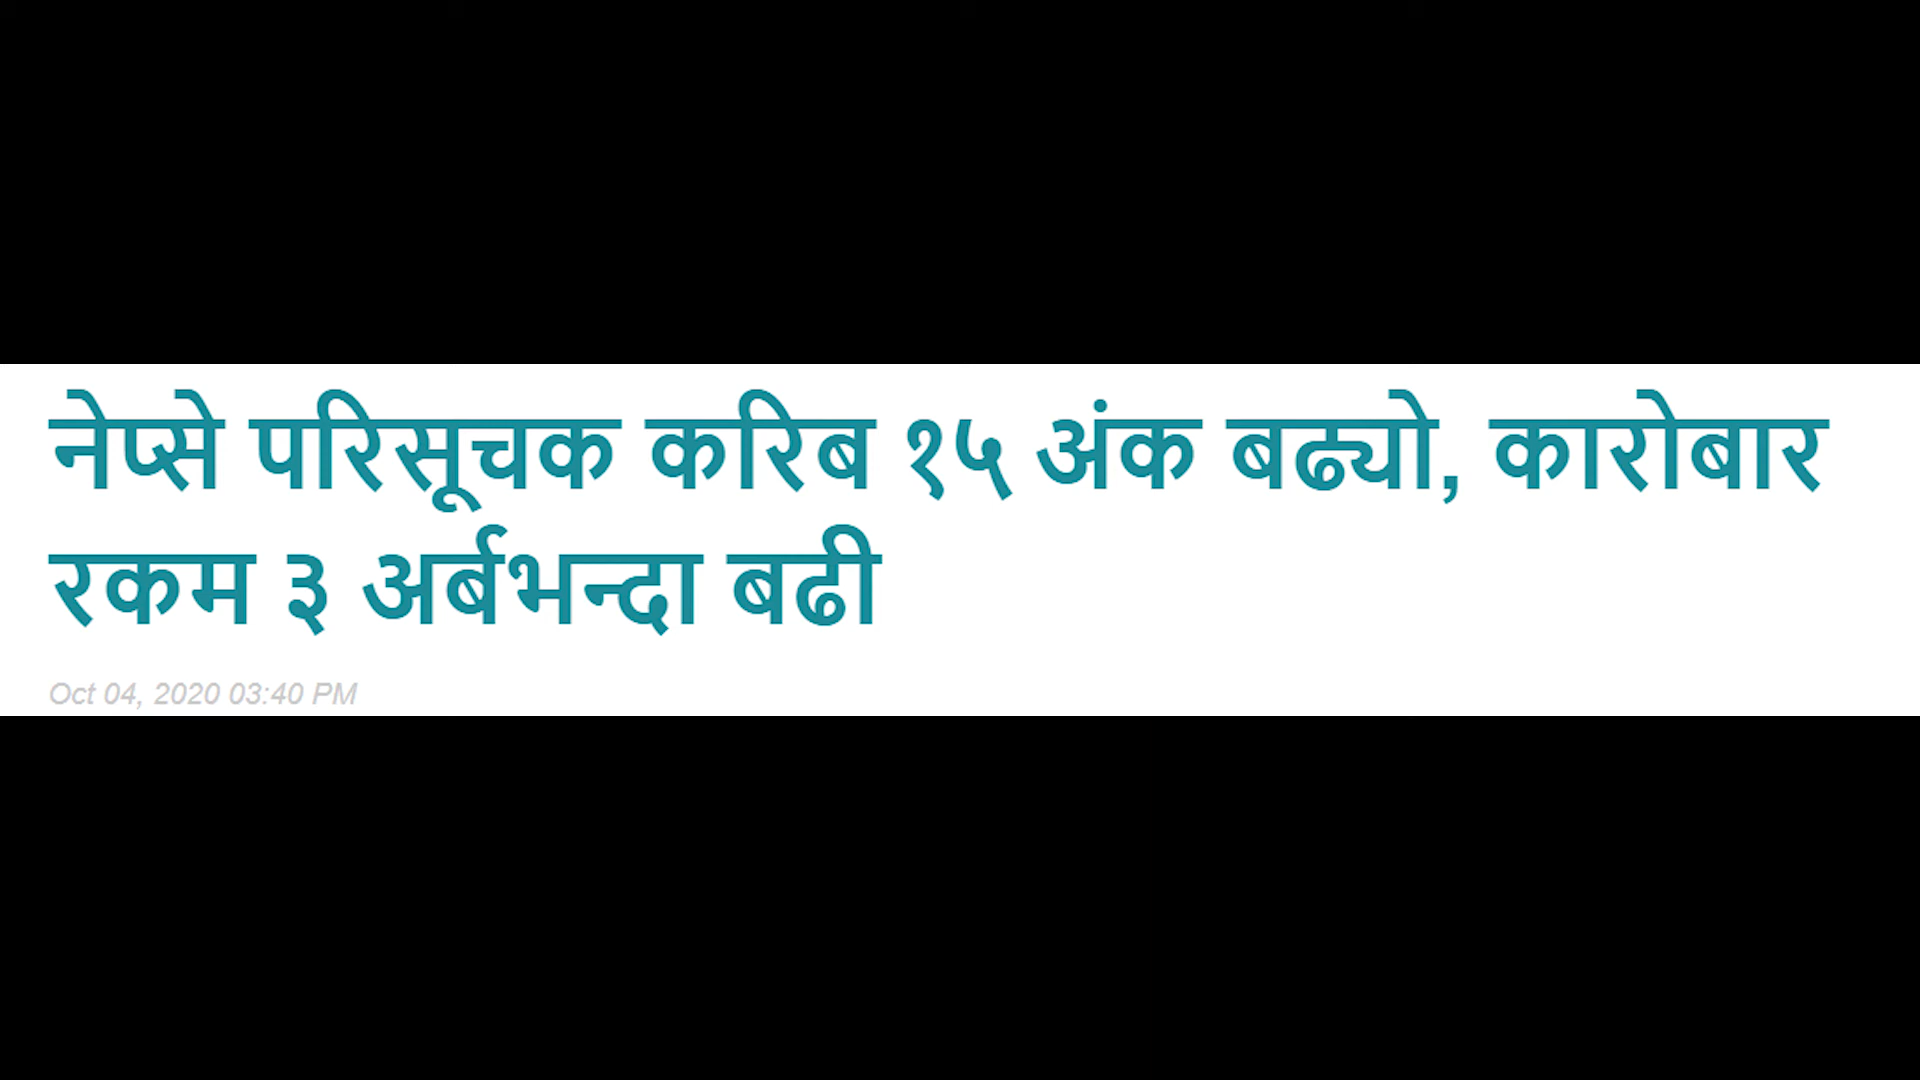 नेप्से परिसूचक करिब १५ अंक बढ्यो, कारोबार
रकम ३ अर्बभन्दा बढी
Oct 04, 2020 03:40 PM